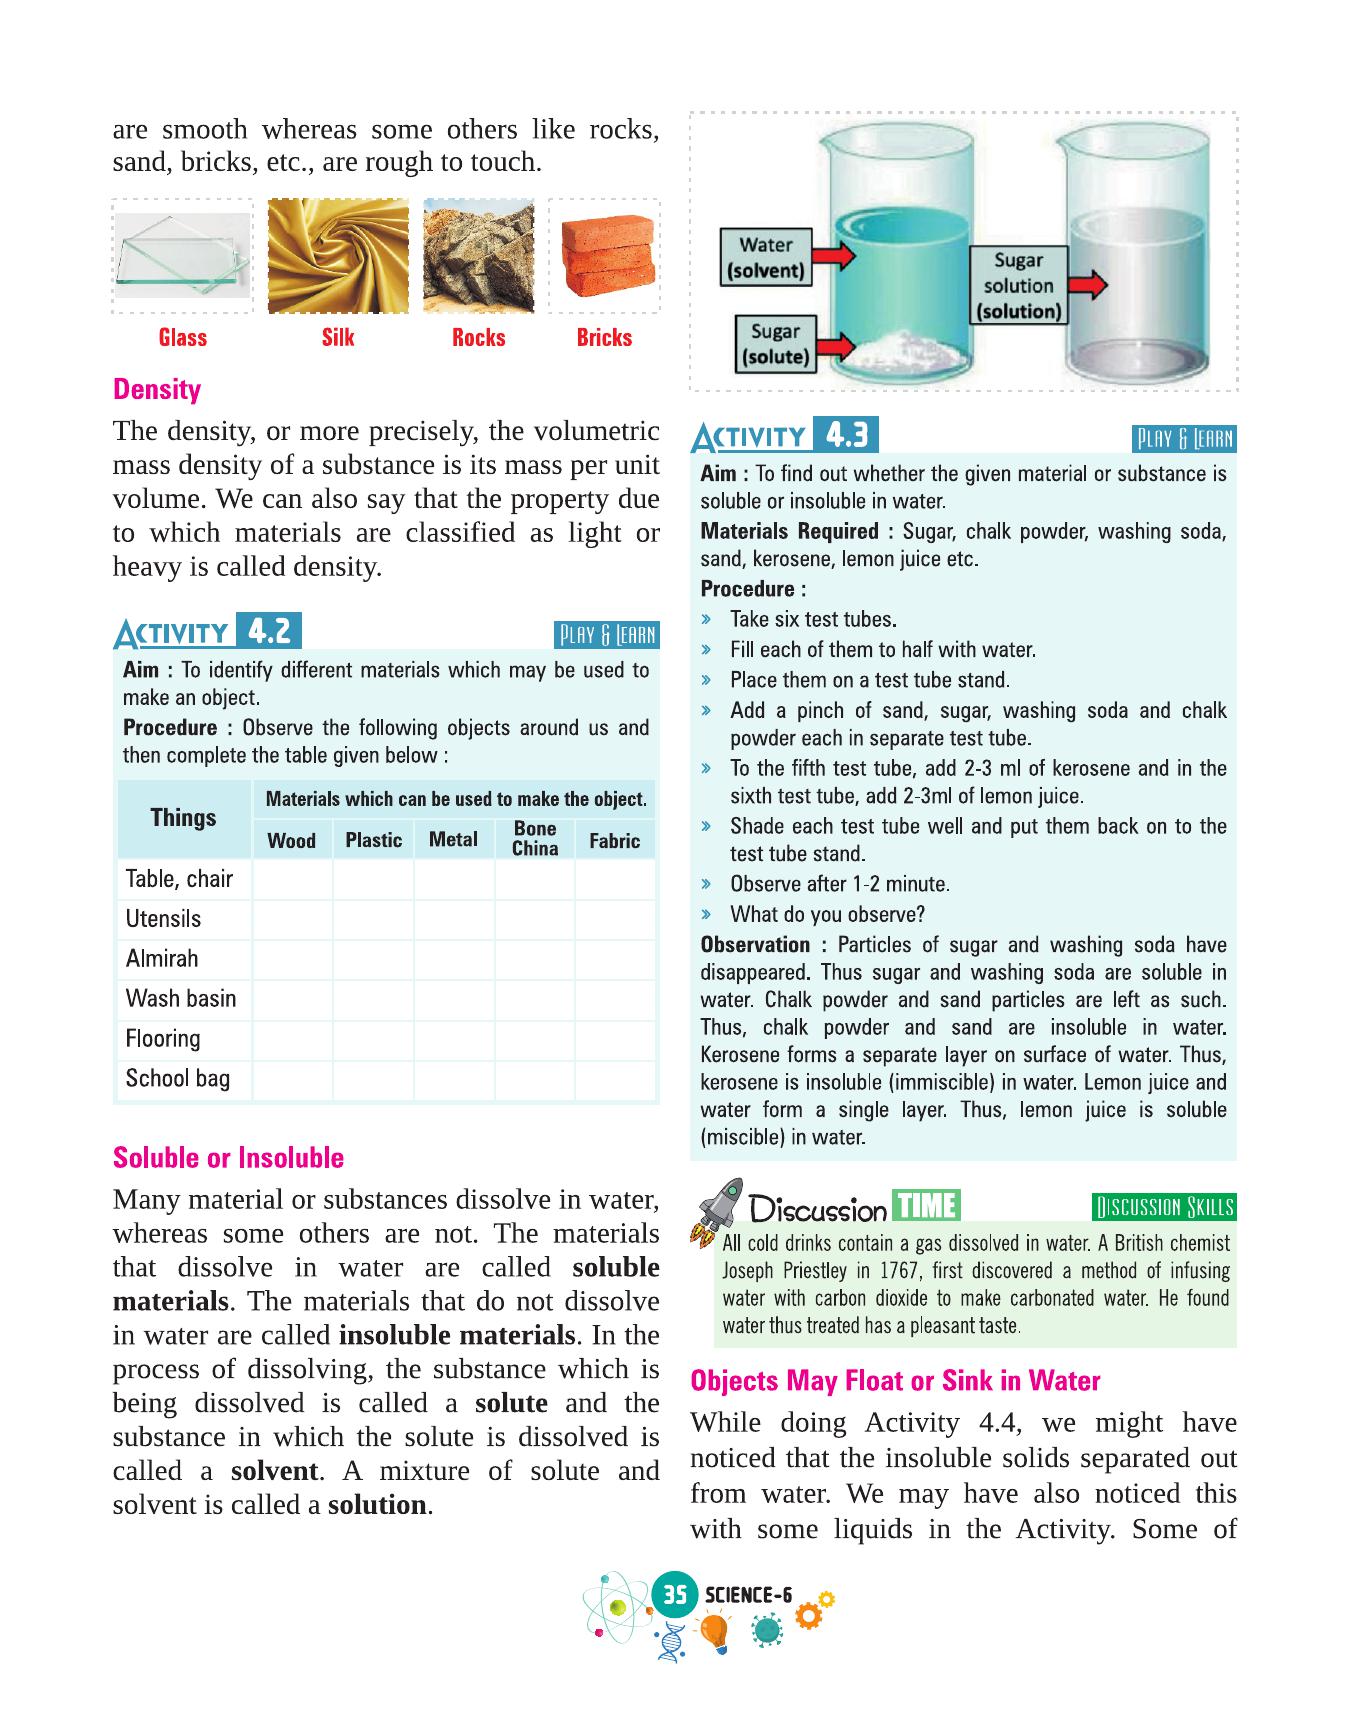 are smooth whereas some others like rocks,
sand, bricks, etc., are rough to touch.
Glass
Silk
Rocks
Bricks
Density
The density, or more precisely, the volumetric
mass density of a substance is its mass per unit
volume. We can also say that the property due
to which materials are classified as light or
heavy is called density.
ACTIVITY 4.2
PLAY & LEARN
Aim : To identify different materials which may be used to
make an object.
Procedure : Observe the following objects around us and
then complete the table given below :
Things
Materials which can be used to make the object.
Wood Plastic Metal Bone China Fabric
Table, chair
Utensils
Almirah
Wash basin
Flooring
School bag
Soluble or Insoluble
Many material or substances dissolve in water,
whereas some others are not. The materials
that dissolve in water are called soluble
materials. The materials that do not dissolve
in water are called insoluble materials. In the
process of dissolving, the substance which is
being dissolved is called a solute and the
substance in which the solute is dissolved is
called a solvent. A mixture of solute and
solvent is called a solution.
Water
(solvent)
Sugar
(solute)
Sugar
solution
(solution)
ACTIVITY 4.3
PLAY & LEARN
Aim : To find out whether the given material or substance is
soluble or insoluble in water.
Materials Required : Sugar, chalk powder, washing soda,
sand, kerosene, lemon juice etc.
Procedure :
» Take six test tubes.
» Fill each of them to half with water.
» Place them on a test tube stand.
» Add a pinch of sand, sugar, washing soda and chalk
powder each in separate test tube.
» To the fifth test tube, add 2-3 ml of kerosene and in the
sixth test tube, add 2-3ml of lemon juice.
» Shade each test tube well and put them back on to the
test tube stand.
» Observe after 1-2 minute.
» What do you observe?
Observation : Particles of sugar and washing soda have
disappeared. Thus sugar and washing soda are soluble in
water. Chalk powder and sand particles are left as such.
Thus, chalk powder and sand are insoluble in water.
Kerosene forms a separate layer on surface of water. Thus,
kerosene is insoluble (immiscible) in water. Lemon juice and
water form a single layer. Thus, lemon juice is soluble
(miscible) in water.
Discussion TIME
DISCUSSION SKILLS
All cold drinks contain a gas dissolved in water. A British chemist
Joseph Priestley in 1767, first discovered a method of infusing
water with carbon dioxide to make carbonated water. He found
water thus treated has a pleasant taste.
Objects May Float or Sink in Water
While doing Activity 4.4, we might have
noticed that the insoluble solids separated out
from water. We may have also noticed this
with some liquids in the Activity. Some of
35 SCIENCE-6